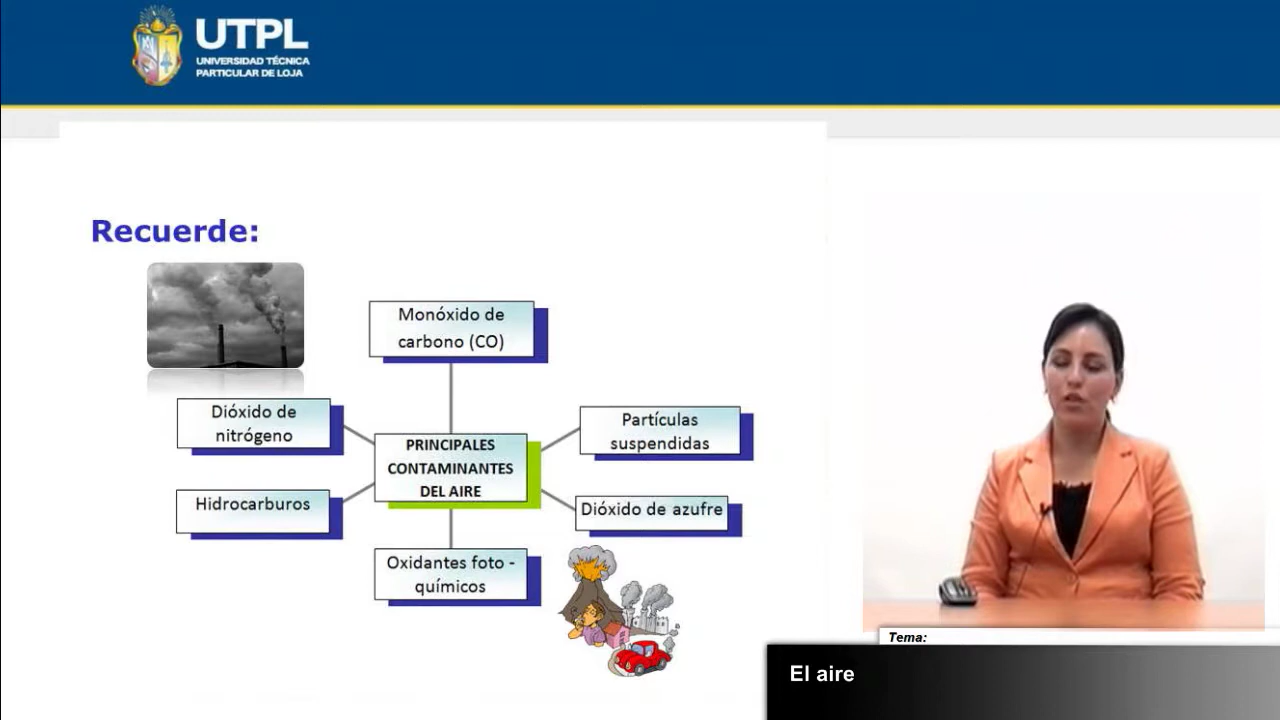 UTPL
UNIVERSIDAD TÉCNICA
PARTICULAR DE LOJA
Recuerde:
Monóxido de
carbono (CO)
Dióxido de
nitrógeno
Partículas
suspendidas
PRINCIPALES
CONTAMINANTES
DEL AIRE
Hidrocarburos
Dióxido de azufre
Oxidantes foto -
químicos
Tema:
El aire